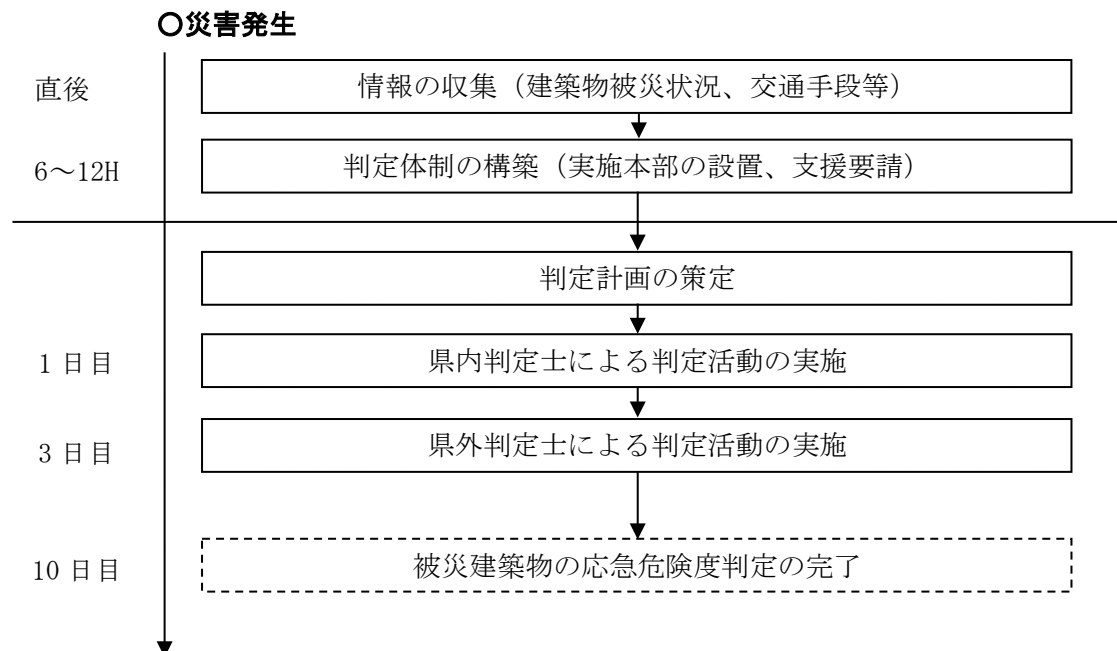 〇災害発生
直後
情報の収集（建築物被災状況、交通手段等）
6～12H
判定体制の構築（実施本部の設置、支援要請）
判定計画の策定
1日目
県内判定士による判定活動の実施
3日目
県外判定士による判定活動の実施
10日目
被災建築物の応急危険度判定の完了